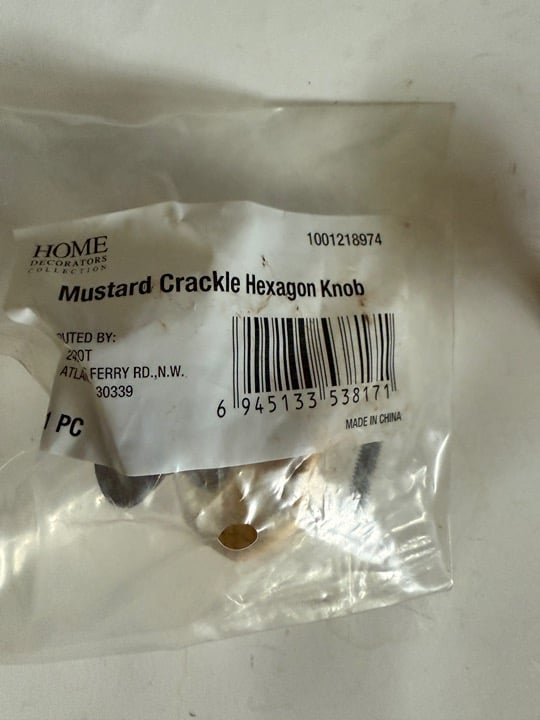 HOME
DECORATORS
COLLECTION
1001218974
Mustard Crackle Hexagon Knob
UTED BY:
FERRY RD.,N.W.
30339
1 PC
6 945133 538171
MADE IN CHINA